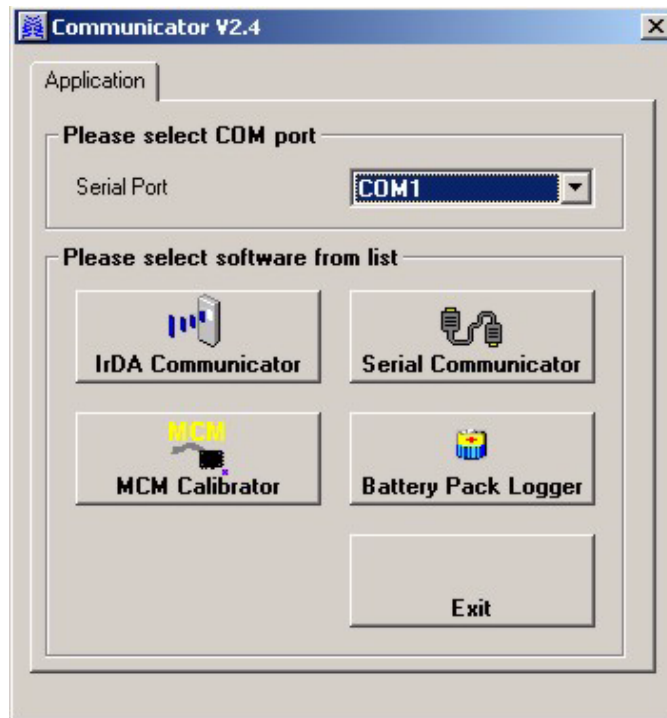 Communicator V2.4
Application
Please select COM port
Serial Port
COM1
Please select software from list
IrDA Communicator
Serial Communicator
MCM
MCM Calibrator
Battery Pack Logger
Exit